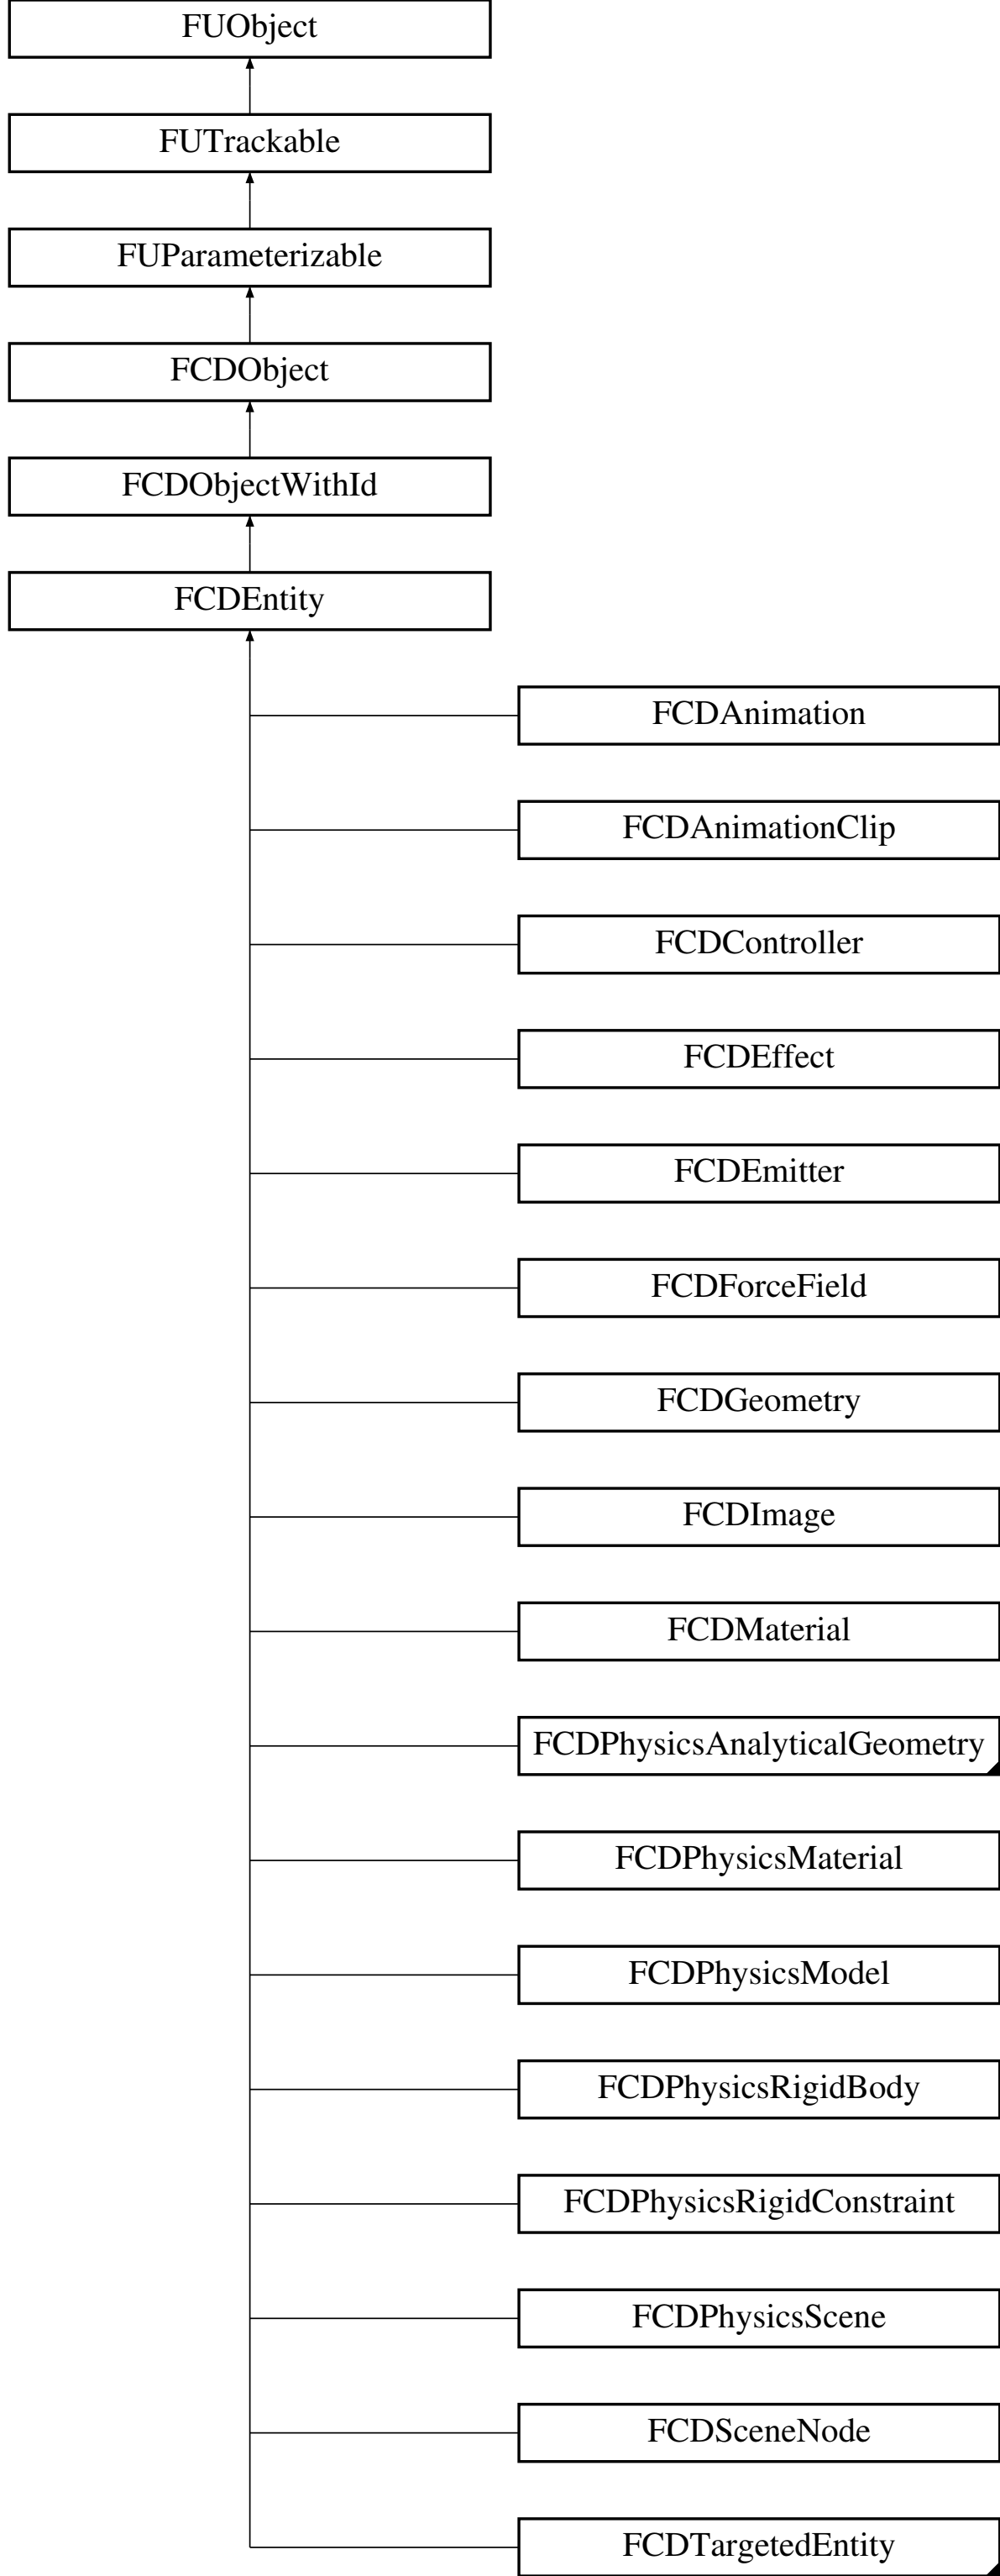 FUObject
FUTrackable
FUParameterizable
FCDObject
FCDObjectWithId
FCDEntity
FCDAnimation
FCDAnimationClip
FCDController
FCDEffect
FCDEmitter
FCDForceField
FCDGeometry
FCDImage
FCDMaterial
FCDPhysicsAnalyticalGeometry
FCDPhysicsMaterial
FCDPhysicsModel
FCDPhysicsRigidBody
FCDPhysicsRigidConstraint
FCDPhysicsScene
FCDSceneNode
FCDTargetedEntity